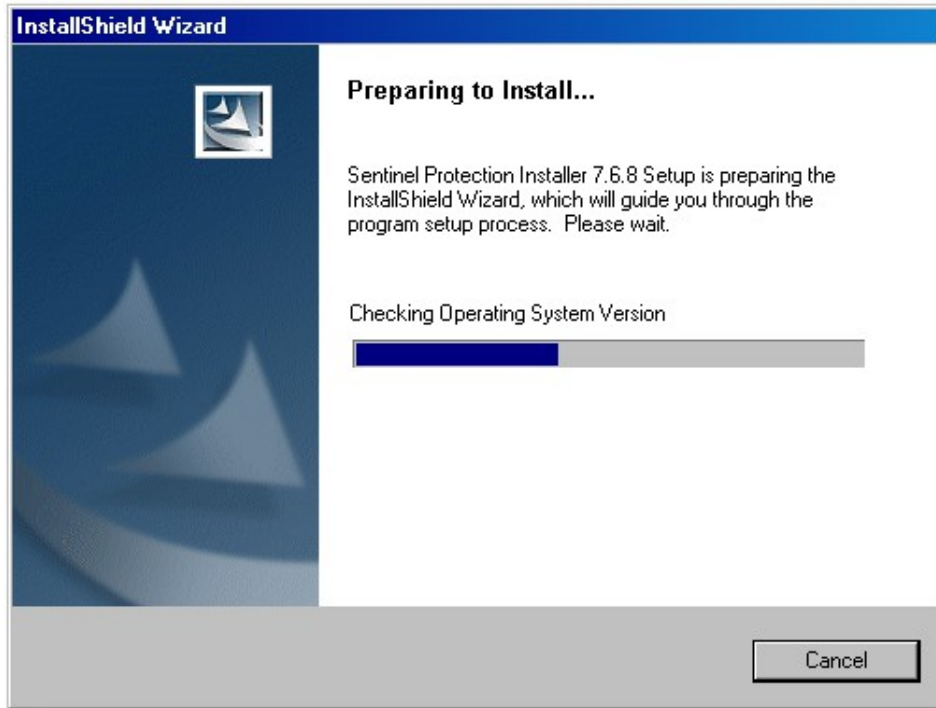 InstallShield Wizard
Preparing to Install...
Sentinel Protection Installer 7.6.8 Setup is preparing the
InstallShield Wizard, which will guide you through the
program setup process.  Please wait.
Checking Operating System Version
Cancel